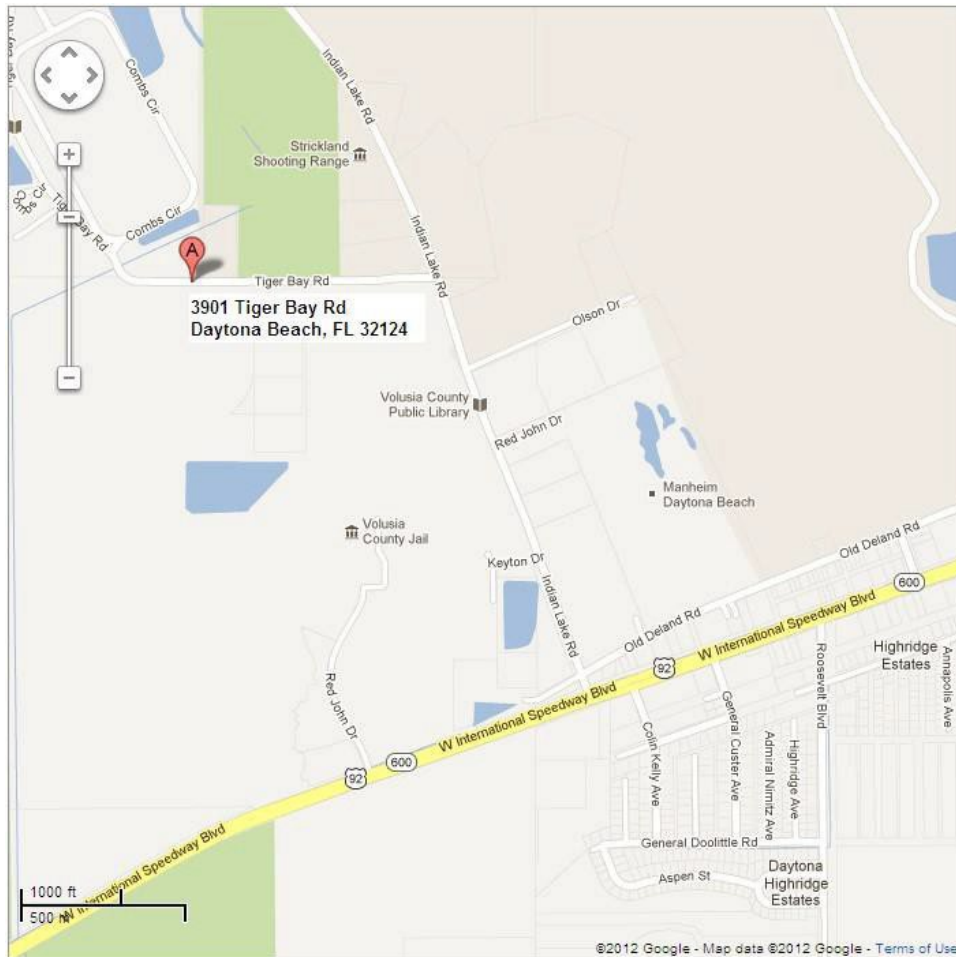 Indian Lake Rd
Combs Cir
Strickland
Shooting Range
Combs Cir
Tiger Bay Rd
Combs Cir
Indian Lake Rd
A
Tiger Bay Rd
3901 Tiger Bay Rd
Daytona Beach, FL 32124
Olson Dr
Volusia County
Public Library
Red John Dr
Manheim
Daytona Beach
Volusia
County Jail
Keyton Dr
Old Deland Rd
Indian Lake Rd
600
W International Speedway Blvd
Old Deland Rd
92
Highridge
Estates
Annapolis Ave
Roosevelt Blvd
Red John Dr
W International Speedway Blvd
600
92
Colin Kelly Ave
General Custer Ave
Admiral Nimitz Ave
Highridge Ave
General Doolittle Rd
Aspen St
Daytona
Highridge
Estates
W International Speedway Blvd
1000 ft
500 m
©2012 Google - Map data ©2012 Google - Terms of Use